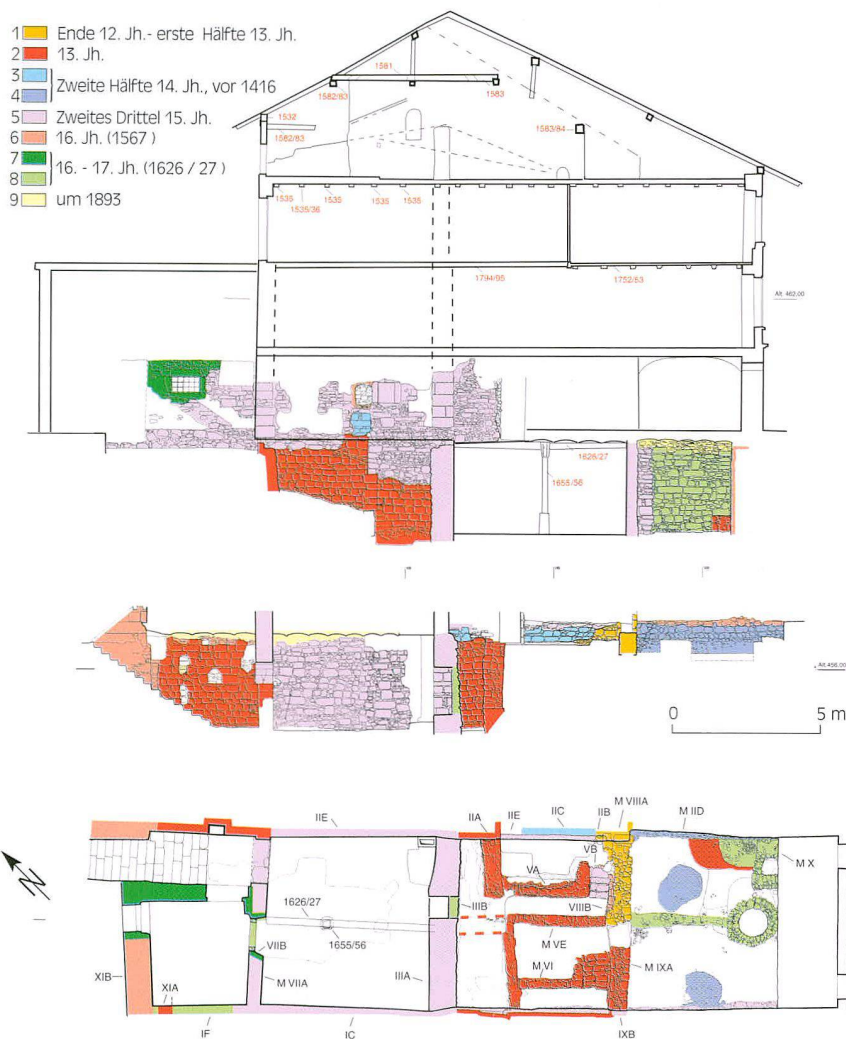 1 Ende 12. Jh.- erste Hälfte 13. Jh.
2 13. Jh.
3
4 Zweite Hälfte 14. Jh., vor 1416
5 Zweites Drittel 15. Jh.
6 16. Jh. (1567)
7
8 16. - 17. Jh. (1626 / 27)
9 um 1893
1581
1582/83
1583
1532
1582/83
1583/84
1535
1535/36
1535
1535
1535
1794/95
1752/53
Alt. 462.00
1626/27
1655/56
Alt. 456.00
0 5 m
N
IIE
IIA
IIE
IIC
IIB
M VIIIA
M IID
VB
VA
M X
1626/27
IIIB
VIIIB
1655/56
VIIB
M VE
XIB
XIA
M VIIA
IIIA
M VI
M IXA
IF
IC
IXB